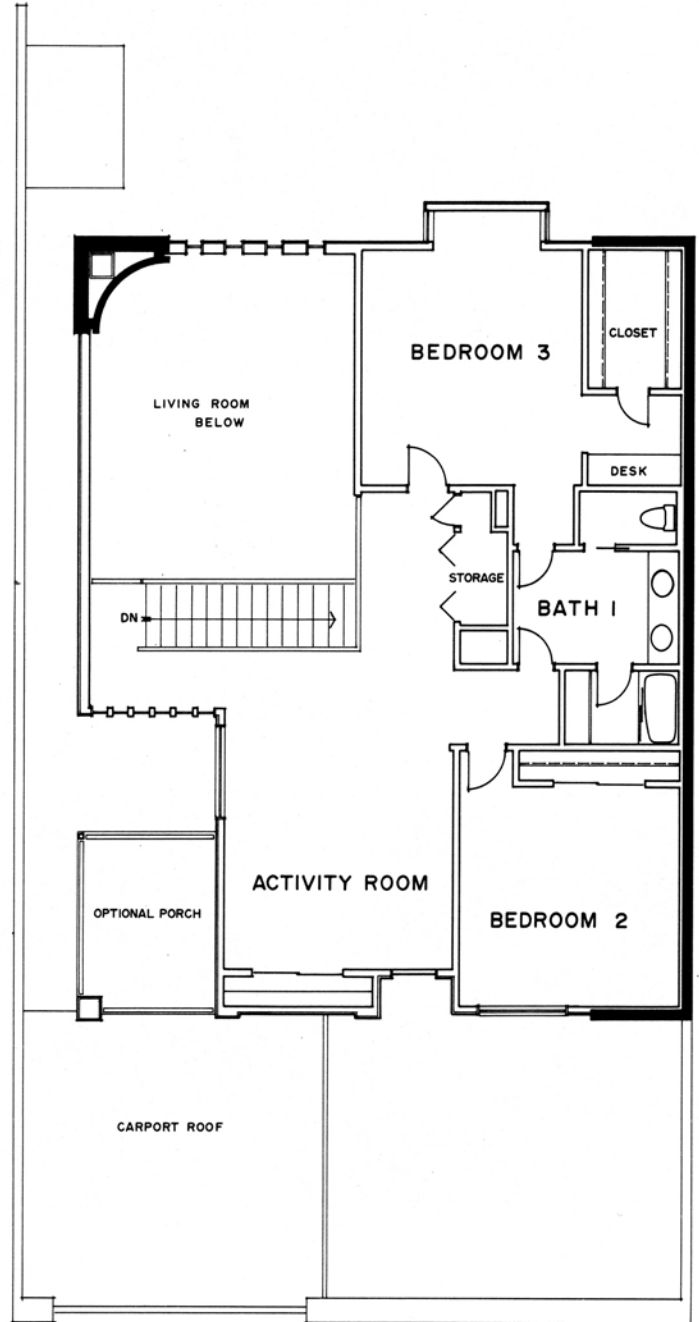 CLOSET
BEDROOM 3
LIVING ROOM
BELOW
DESK
STORAGE
BATH 1
DN
ACTIVITY ROOM
OPTIONAL PORCH
BEDROOM 2
CARPORT ROOF